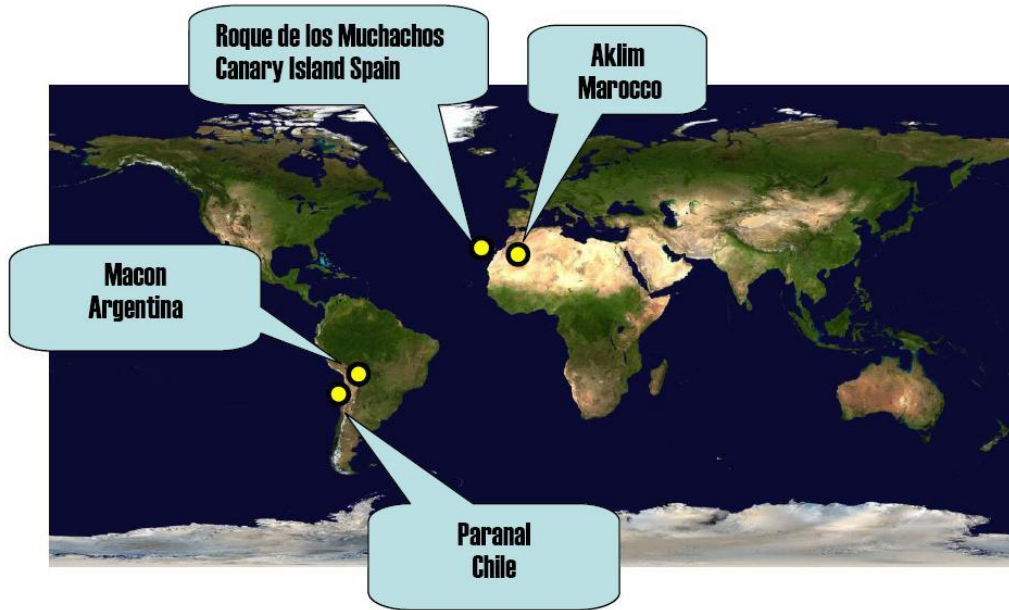 Roque de los Muchachos
Canary Island Spain
Aklim
Marocco
Macon
Argentina
Paranal
Chile